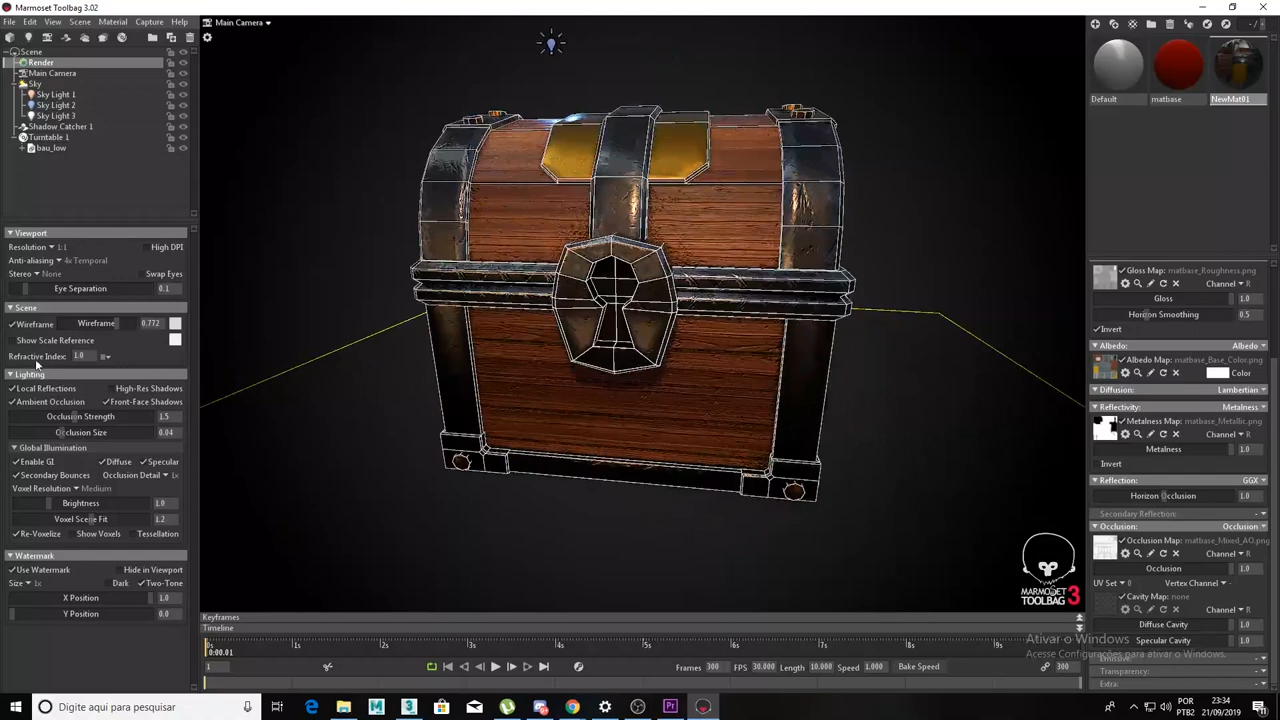 Marmoset Toolbag 3.02
File Edit View Scene Material Capture Help
Main Camera
Scene
Render
Main Camera
Sky
Sky Light 1
Sky Light 2
Sky Light 3
Shadow Catcher 1
Turntable 1
bau_low
Viewport
Resolution 1:1 High DPI
Anti-aliasing 4x Temporal
Stereo None Swap Eyes
Eye Separation 0.1
Scene
Wireframe Wireframe 0.772
Show Scale Reference
Refractive Index: 1.0
Lighting
Local Reflections High-Res Shadows
Ambient Occlusion Front-Face Shadows
Occlusion Strength 1.5
Occlusion Size 0.04
Global Illumination
Enable GI Diffuse Specular
Secondary Bounces Occlusion Detail 1x
Voxel Resolution Medium
Brightness 1.0
Voxel Scene Fit 1.2
Re-Voxelize Show Voxels Tessellation
Watermark
Use Watermark Hide in Viewport
Size 1x Dark Two-Tone
X Position 1.0
Y Position 0.0
MARMOSET
TOOLBAG 3
Default matbase NewMat01
Gloss Map: matbase_Roughness.png
Channel R
Gloss 1.0
Horizon Smoothing 0.5
Invert
Albedo: Albedo
Albedo Map: matbase_Base_Color.png
Color
Diffusion: Lambertian
Reflectivity: Metalness
Metalness Map: matbase_Metallic.png
Channel R
Metalness 1.0
Invert
Reflection: GGX
Horizon Occlusion 1.0
Secondary Reflection:
Occlusion: Occlusion
Occlusion Map: matbase_Mixed_AO.png
Channel R
Occlusion 1.0
UV Set 0 Vertex Channel -
Cavity Map: none
Channel R
Diffuse Cavity 1.0
Specular Cavity 1.0
Emissive:
Transparency:
Extra:
Keyframes
Timeline
0s 1s 2s 3s 4s 5s 6s 7s 8s 9s
0:00.01
1 Frames 300 FPS 30.000 Length 10.000 Speed 1.000 Bake Speed 300
Ativar o Windows
Acesse Configurações para ativar o Windows.
Digite aqui para pesquisar
POR
PTB2
23:34
21/09/2019